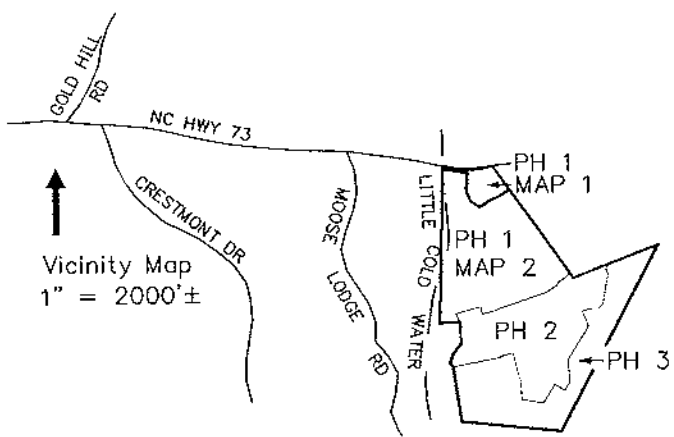 GOLD HILL
RD
NC HWY 73
CRESTMONT DR
MOOSE
LODGE
RD
LITTLE COLD
WATER
PH 1
MAP 1
PH 1
MAP 2
PH 2
PH 3
Vicinity Map
1" = 2000'±